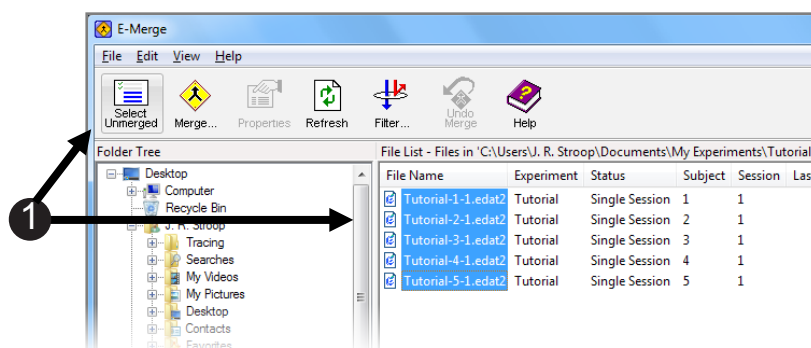 E-Merge
File Edit View Help
Select Unmerged Merge... Properties Refresh Filter... Undo Merge Help
Folder Tree File List - Files in 'C:\Users\J. R. Stroop\Documents\My Experiments\Tutorial
File Name Experiment Status Subject Session Las
Desktop
Computer
Recycle Bin
J. R. Stroop
Tracing
Searches
My Videos
My Pictures
Desktop
Contacts
Favorites
Tutorial-1-1.edat2 Tutorial Single Session 1 1
Tutorial-2-1.edat2 Tutorial Single Session 2 1
Tutorial-3-1.edat2 Tutorial Single Session 3 1
Tutorial-4-1.edat2 Tutorial Single Session 4 1
Tutorial-5-1.edat2 Tutorial Single Session 5 1
1